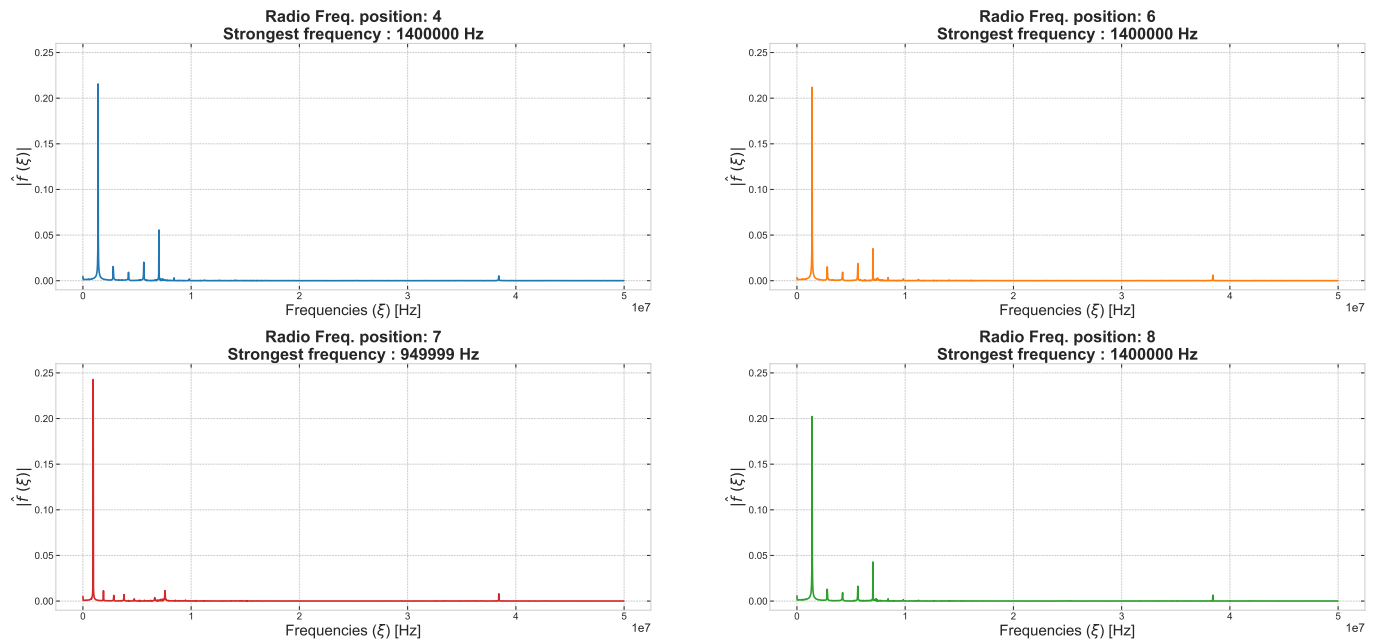 Radio Freq. position: 4
Strongest frequency : 1400000 Hz
0.25
0.20
0.15
0.10
0.05
0.00
|f̂ (ξ)|
0 1 2 3 4 5
1e7
Frequencies (ξ) [Hz]
Radio Freq. position: 6
Strongest frequency : 1400000 Hz
0.25
0.20
0.15
0.10
0.05
0.00
|f̂ (ξ)|
0 1 2 3 4 5
1e7
Frequencies (ξ) [Hz]
Radio Freq. position: 7
Strongest frequency : 949999 Hz
0.25
0.20
0.15
0.10
0.05
0.00
|f̂ (ξ)|
0 1 2 3 4 5
1e7
Frequencies (ξ) [Hz]
Radio Freq. position: 8
Strongest frequency : 1400000 Hz
0.25
0.20
0.15
0.10
0.05
0.00
|f̂ (ξ)|
0 1 2 3 4 5
1e7
Frequencies (ξ) [Hz]